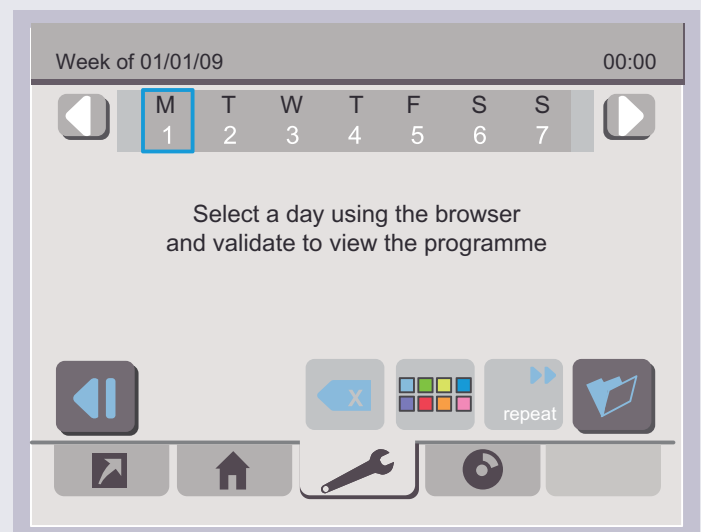 Week of 01/01/09 00:00
M T W T F S S
1 2 3 4 5 6 7
Select a day using the browser
and validate to view the programme
X
repeat